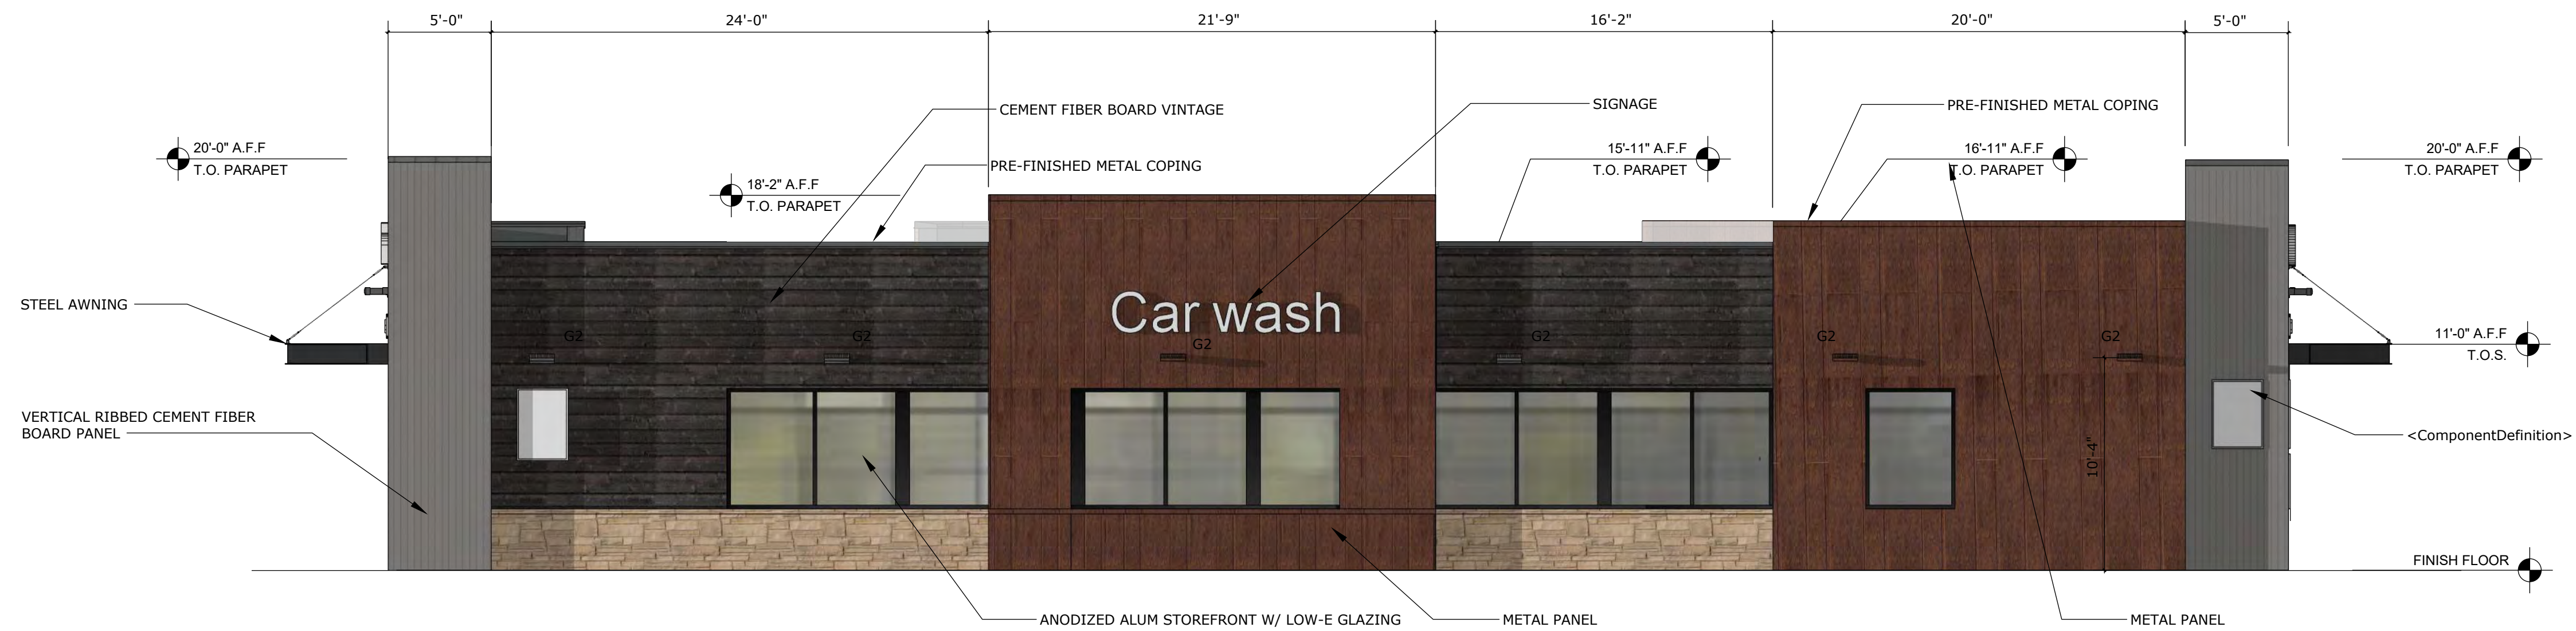 5'-0"
24'-0"
21'-9"
16'-2"
20'-0"
5'-0"
CEMENT FIBER BOARD VINTAGE
SIGNAGE
PRE-FINISHED METAL COPING
20'-0" A.F.F
T.O. PARAPET
PRE-FINISHED METAL COPING
15'-11" A.F.F
T.O. PARAPET
16'-11" A.F.F
T.O. PARAPET
20'-0" A.F.F
T.O. PARAPET
18'-2" A.F.F
T.O. PARAPET
STEEL AWNING
Car wash
G2
G2
G2
G2
G2
G2
11'-0" A.F.F
T.O.S.
VERTICAL RIBBED CEMENT FIBER
BOARD PANEL
<ComponentDefinition>
10'-4"
FINISH FLOOR
ANODIZED ALUM STOREFRONT W/ LOW-E GLAZING
METAL PANEL
METAL PANEL